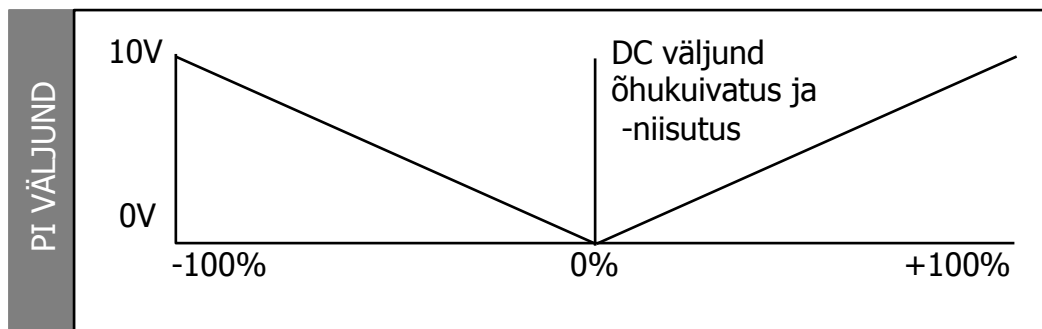 PI VÄLJUND
10V
DC väljund
õhukuivatus ja
-niisutus
0V
-100%
0%
+100%